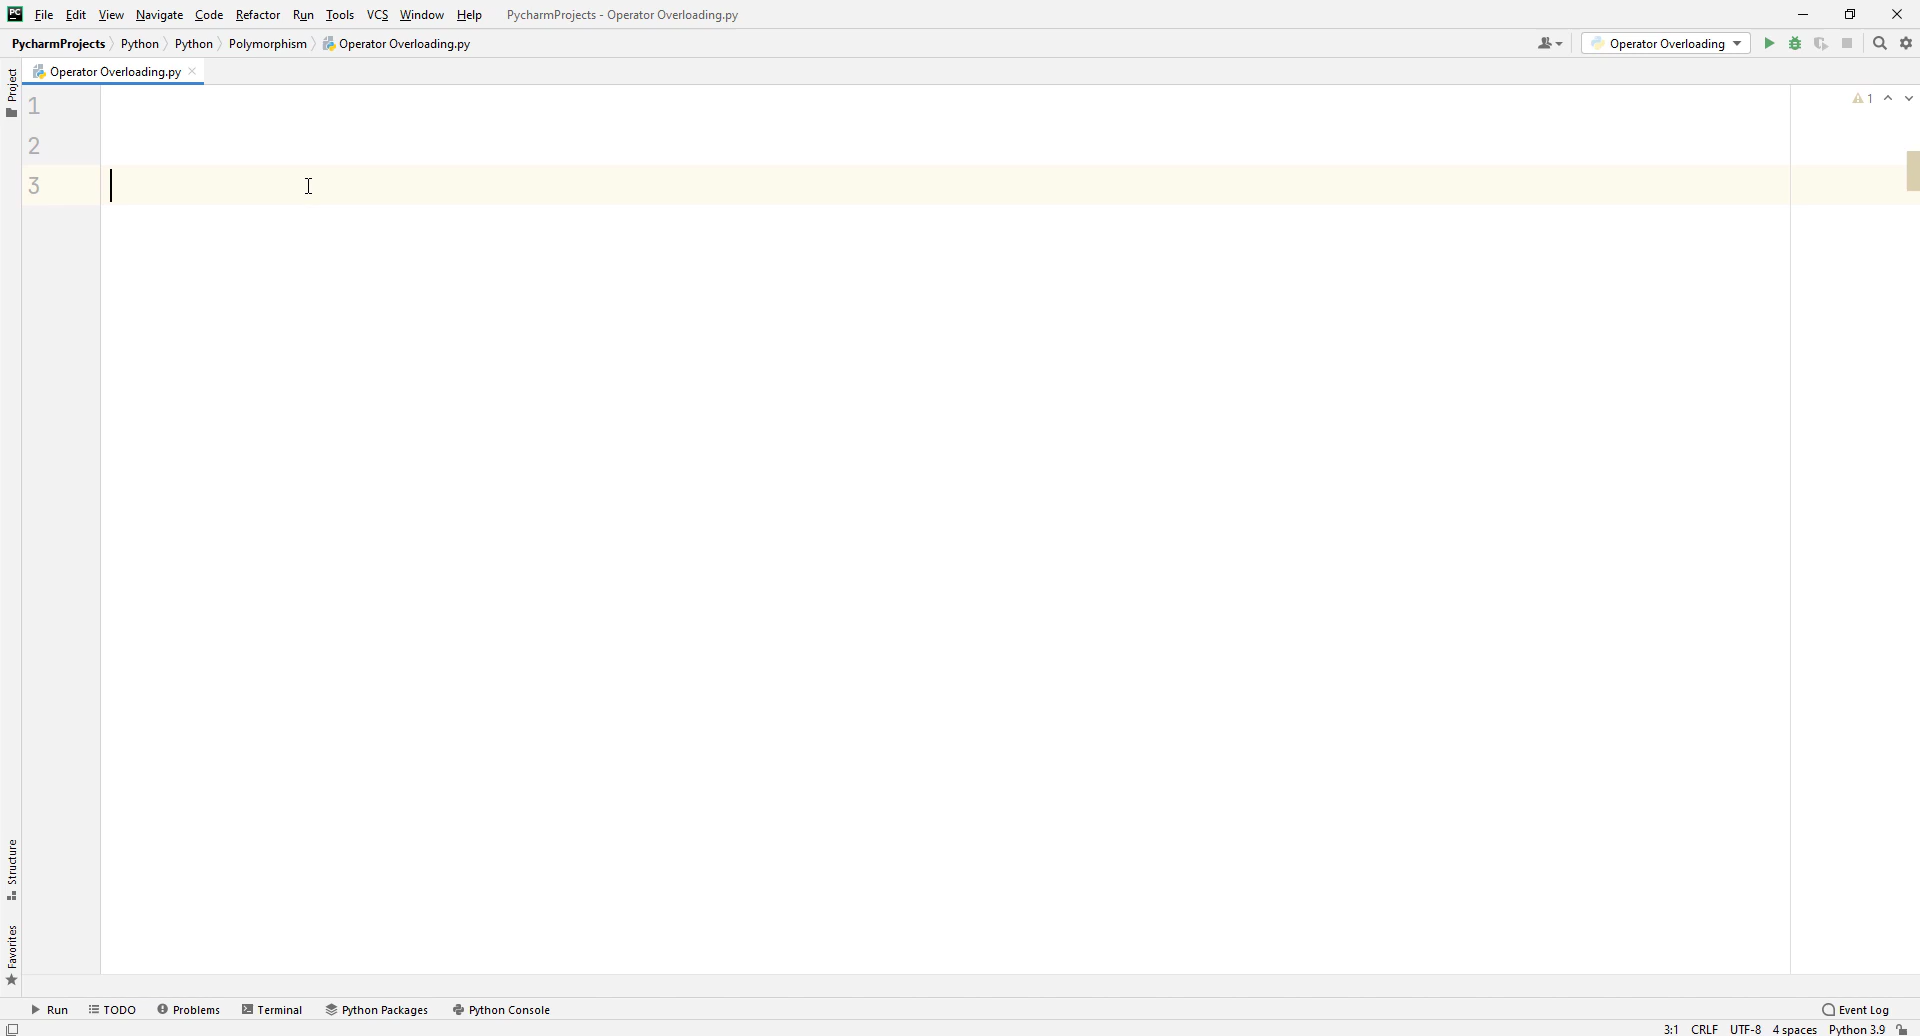 PC File Edit View Navigate Code Refactor Run Tools VCS Window Help PycharmProjects - Operator Overloading.py
PycharmProjects Python Python Polymorphism Operator Overloading.py Operator Overloading
Project Operator Overloading.py
1 1
2
3
Structure
Favorites
Run TODO Problems Terminal Python Packages Python Console Event Log
3:1 CRLF UTF-8 4 spaces Python 3.9